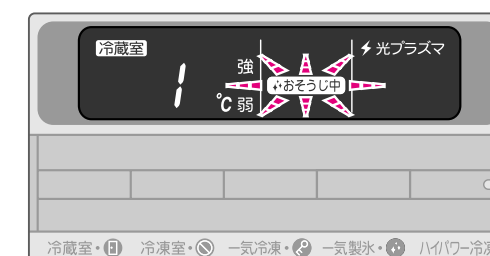 冷蔵室
光プラズマ
強
1
おそうじ中
℃ 弱
冷蔵室・ 冷凍室・ 一気冷凍・ 一気製氷・ ハイパワー冷凍